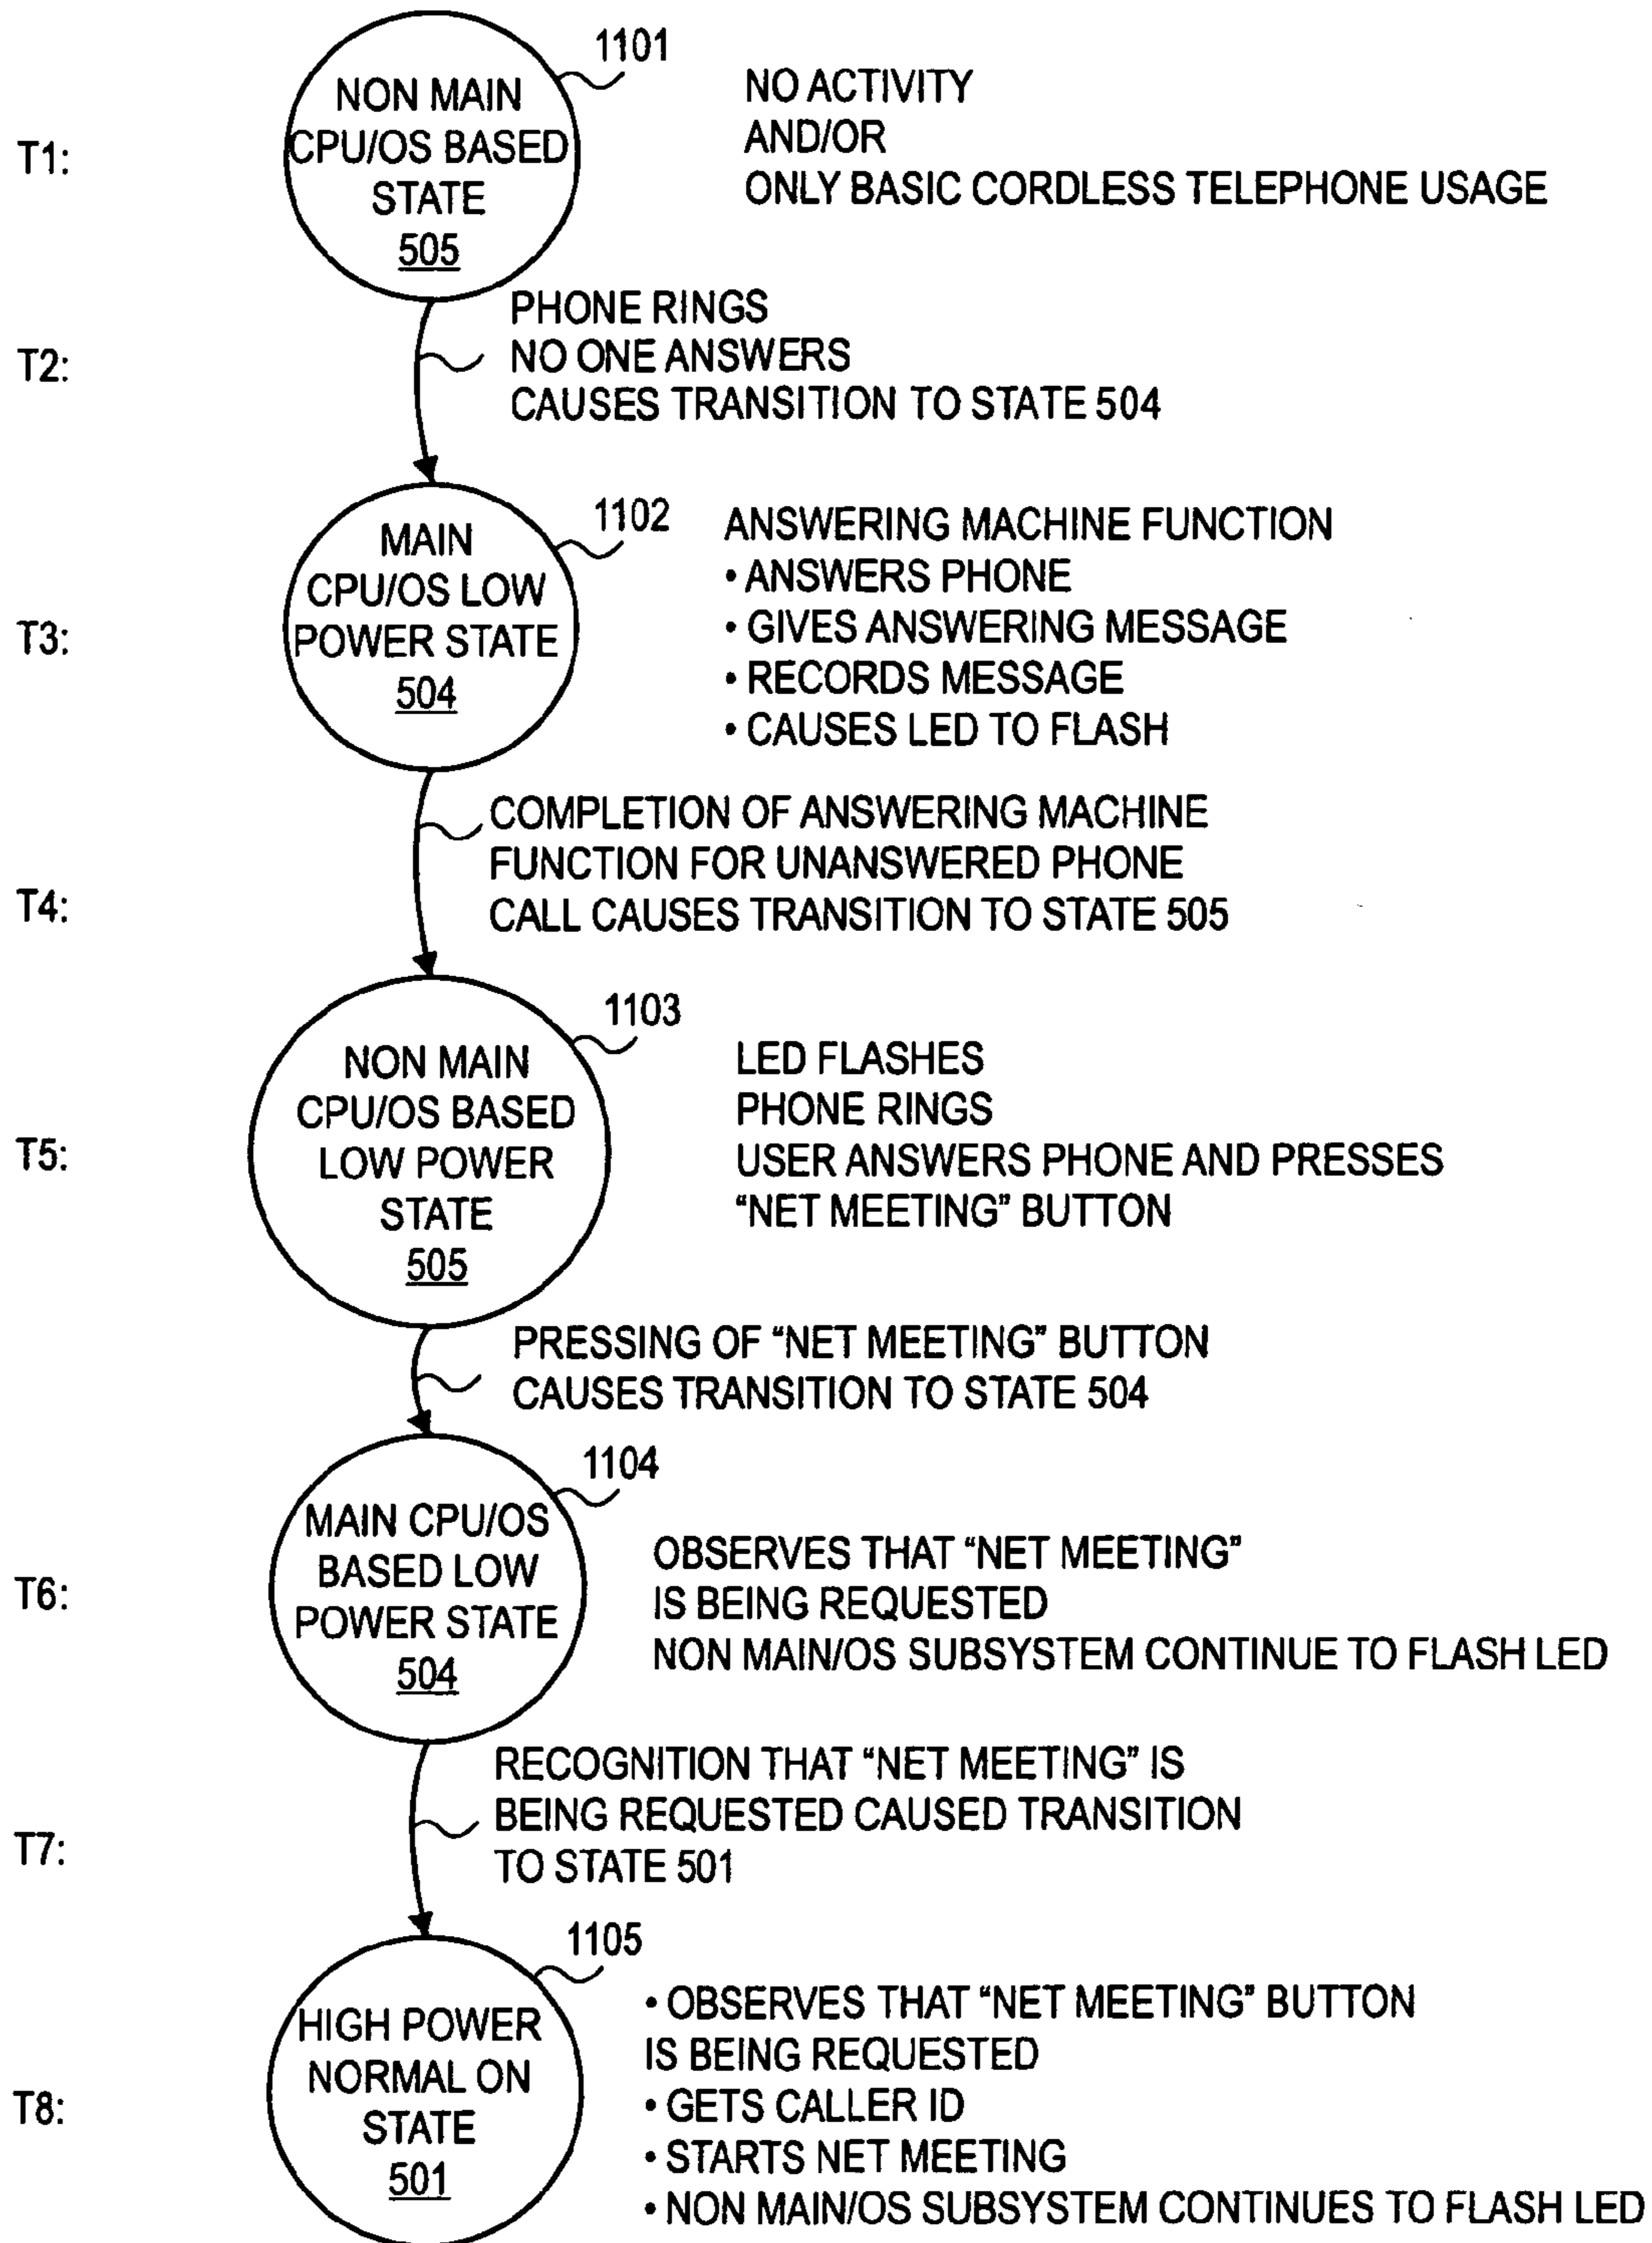 1101
NON MAIN
CPU/OS BASED
STATE
505
T1:
NO ACTIVITY
AND/OR
ONLY BASIC CORDLESS TELEPHONE USAGE
T2:
PHONE RINGS
NO ONE ANSWERS
CAUSES TRANSITION TO STATE 504
1102
MAIN
CPU/OS LOW
POWER STATE
504
T3:
ANSWERING MACHINE FUNCTION
• ANSWERS PHONE
• GIVES ANSWERING MESSAGE
• RECORDS MESSAGE
• CAUSES LED TO FLASH
T4:
COMPLETION OF ANSWERING MACHINE
FUNCTION FOR UNANSWERED PHONE
CALL CAUSES TRANSITION TO STATE 505
1103
NON MAIN
CPU/OS BASED
LOW POWER
STATE
505
T5:
LED FLASHES
PHONE RINGS
USER ANSWERS PHONE AND PRESSES
“NET MEETING” BUTTON
PRESSING OF “NET MEETING” BUTTON
CAUSES TRANSITION TO STATE 504
1104
MAIN CPU/OS
BASED LOW
POWER STATE
504
T6:
OBSERVES THAT “NET MEETING”
IS BEING REQUESTED
NON MAIN/OS SUBSYSTEM CONTINUE TO FLASH LED
T7:
RECOGNITION THAT “NET MEETING” IS
BEING REQUESTED CAUSED TRANSITION
TO STATE 501
1105
HIGH POWER
NORMAL ON
STATE
501
T8:
• OBSERVES THAT “NET MEETING” BUTTON
IS BEING REQUESTED
• GETS CALLER ID
• STARTS NET MEETING
• NON MAIN/OS SUBSYSTEM CONTINUES TO FLASH LED